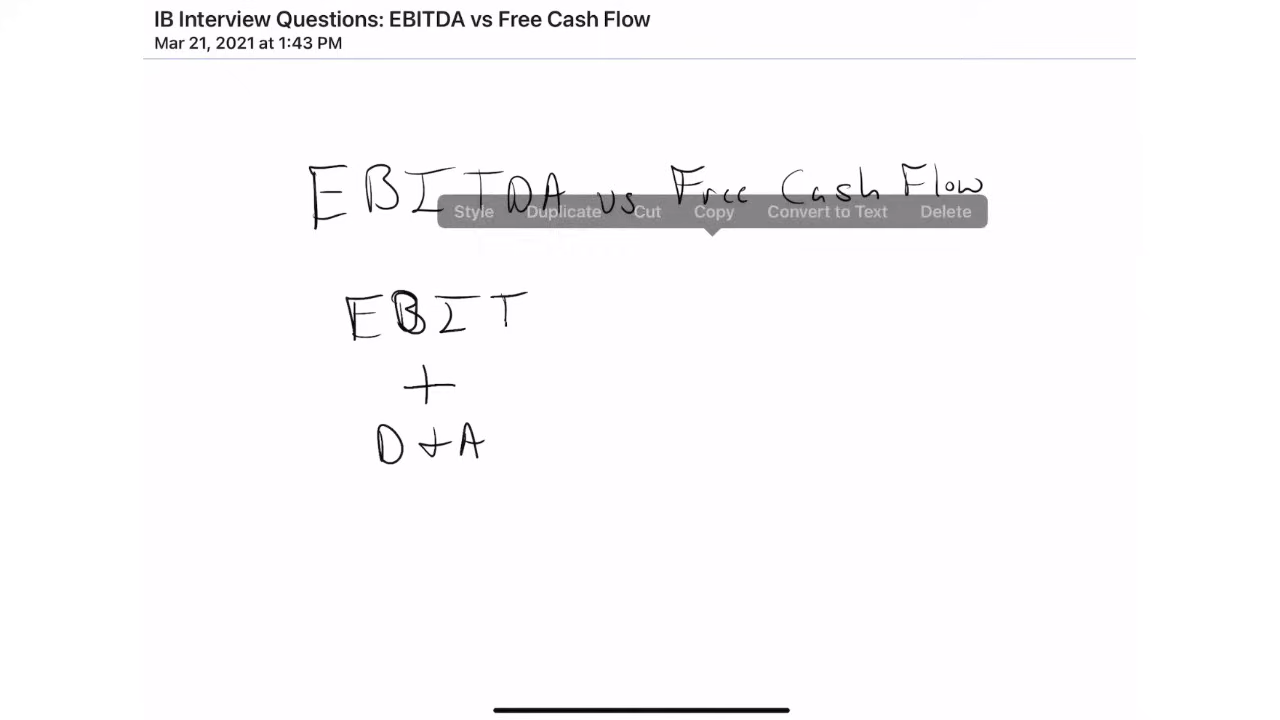 IB Interview Questions: EBITDA vs Free Cash Flow
Mar 21, 2021 at 1:43 PM
EBITDA vs Free Cash Flow
Style Duplicate Cut Copy Convert to Text Delete
EBIT
+
D+A